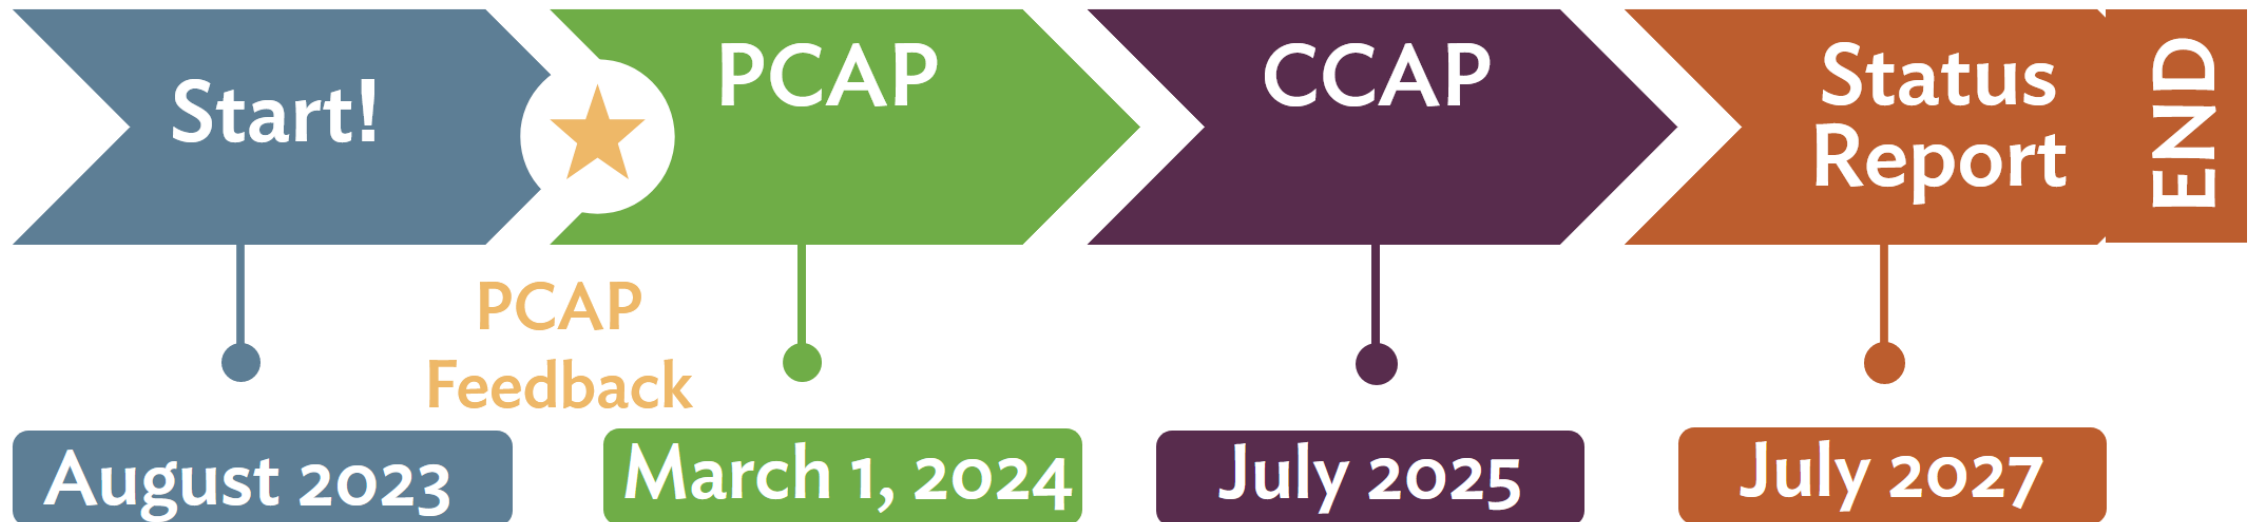 Start!
PCAP
CCAP
Status
Report
END
PCAP
Feedback
August 2023
March 1, 2024
July 2025
July 2027